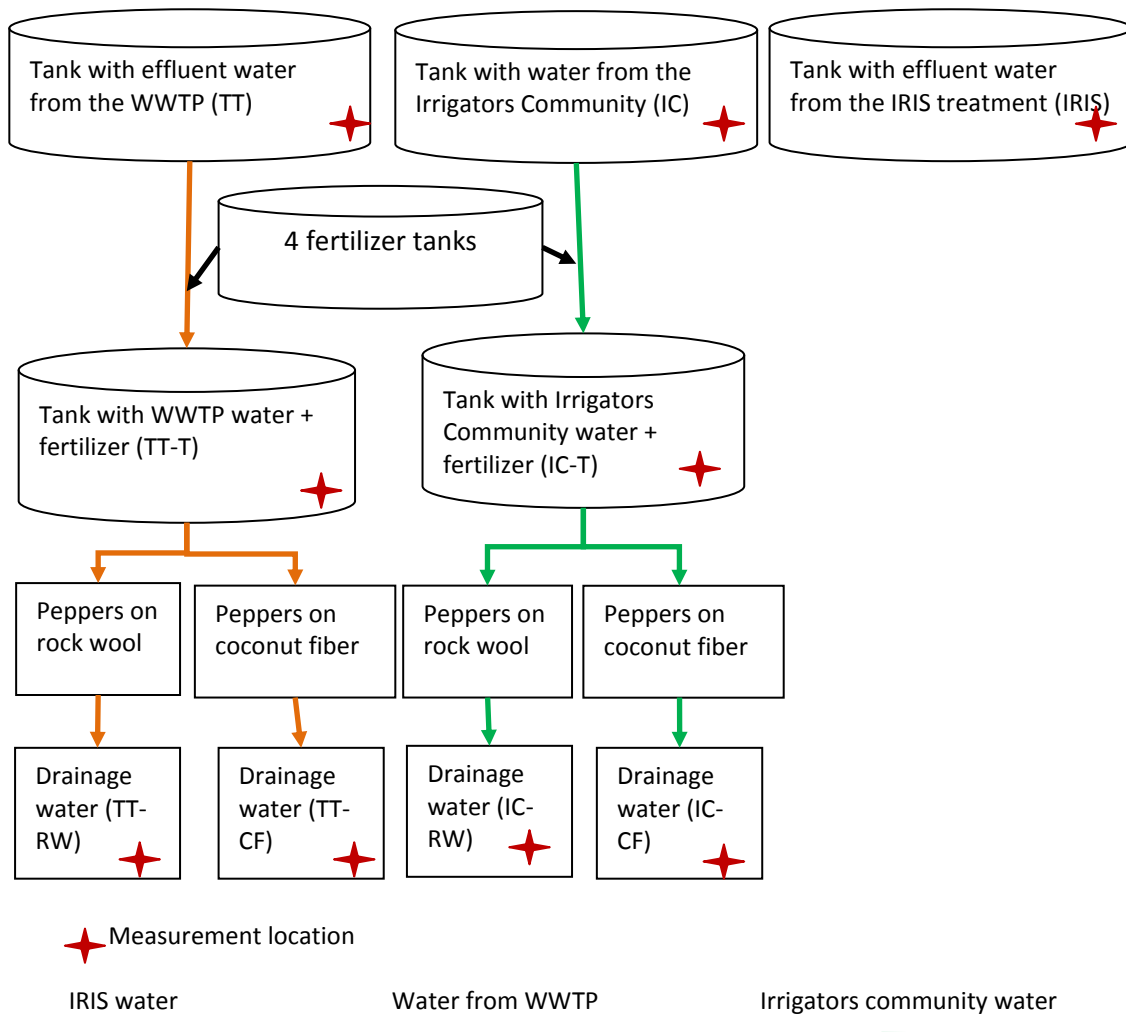 Tank with effluent water
from the WWTP (TT)
Tank with water from the
Irrigators Community (IC)
Tank with effluent water
from the IRIS treatment (IRIS)
4 fertilizer tanks
Tank with WWTP water +
fertilizer (TT-T)
Tank with Irrigators
Community water +
fertilizer (IC-T)
Peppers on
rock wool
Peppers on
coconut fiber
Peppers on
rock wool
Peppers on
coconut fiber
Drainage
water (TT-
RW)
Drainage
water (TT-
CF)
Drainage
water (IC-
RW)
Drainage
water (IC-
CF)
Measurement location
IRIS water
Water from WWTP
Irrigators community water